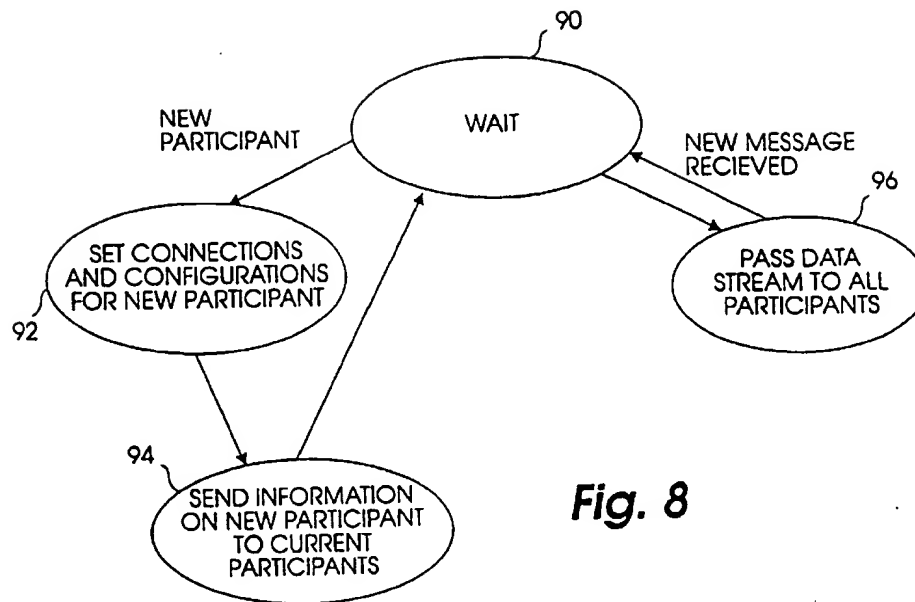 90
WAIT
NEW
PARTICIPANT
NEW MESSAGE
RECIEVED
96
SET CONNECTIONS
AND CONFIGURATIONS
FOR NEW PARTICIPANT
92
PASS DATA
STREAM TO ALL
PARTICIPANTS
94
SEND INFORMATION
ON NEW PARTICIPANT
TO CURRENT
PARTICIPANTS
Fig. 8